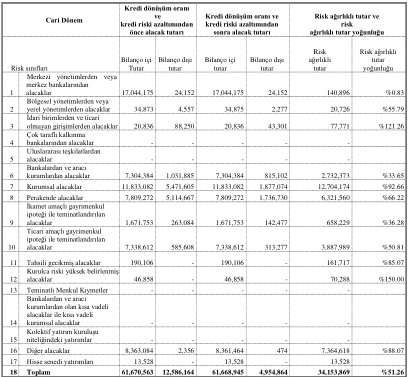 Cari Dönem
Kredi dönüşüm oranı
ve
kredi riski azaltımından
önce alacak tutarı
Kredi dönüşüm oranı ve
kredi riski azaltımından
sonra alacak tutarı
Risk ağırlıklı tutar ve
risk
ağırlıklı tutar yoğunluğu
Risk sınıfları
Bilanço içi
Tutar
Bilanço dışı
tutar
Bilanço içi
tutar
Bilanço dışı
tutar
Risk
ağırlıklı
tutar
Risk ağırlıklı
tutar
yoğunluğu
1 Merkezi yönetimlerden veya
merkez bankalarından
alacaklar 17,044,175 24,152 17,044,175 24,152 140,896 %0.83
2 Bölgesel yönetimlerden veya
yerel yönetimlerden alacaklar 34,873 4,557 34,875 2,277 20,726 %55.79
3 İdari birimlerden ve ticari
olmayan girişimlerden alacaklar 20,836 88,250 20,836 43,301 77,771 %121.26
4 Çok taraflı kalkınma
bankalarından alacaklar - - - - -
5 Uluslararası teşkilatlardan
alacaklar - - - - -
6 Bankalardan ve aracı
kurumlardan alacaklar 7,304,384 1,031,885 7,304,384 815,102 2,732,373 %33.65
7 Kurumsal alacaklar 11,833,082 5,471,605 11,833,082 1,877,074 12,704,174 %92.66
8 Perakende alacaklar 7,809,272 5,114,667 7,809,272 1,736,730 6,321,560 %66.22
9 İkamet amaçlı gayrimenkul
ipoteği ile teminatlandırılan
alacaklar 1,671,753 263,084 1,671,753 142,477 658,229 %36.28
10 Ticari amaçlı gayrimenkul
ipoteği ile teminatlandırılan
alacaklar 7,338,612 585,608 7,338,612 313,277 3,887,989 %50.81
11 Tahsili gecikmiş alacaklar 190,106 - 190,106 - 161,717 %85.07
12 Kurulca riski yüksek belirlenmiş
alacaklar 46,858 - 46,858 - 70,288 %150.00
13 Teminatlı Menkul Kıymetler - - - - -
14 Bankalardan ve aracı
kurumlardan olan kısa vadeli
alacaklar ile kısa vadeli
kurumsal alacaklar - - - - -
15 Kolektif yatırım kuruluşu
niteliğindeki yatırımlar - - - - -
16 Diğer alacaklar 8,363,084 2,356 8,361,464 474 7,364,618 %88.07
17 Hisse senedi yatırımları 13,528 - 13,528 - 13,528
18 Toplam 61,670,563 12,586,164 61,668,945 4,954,864 34,153,869 %51.26